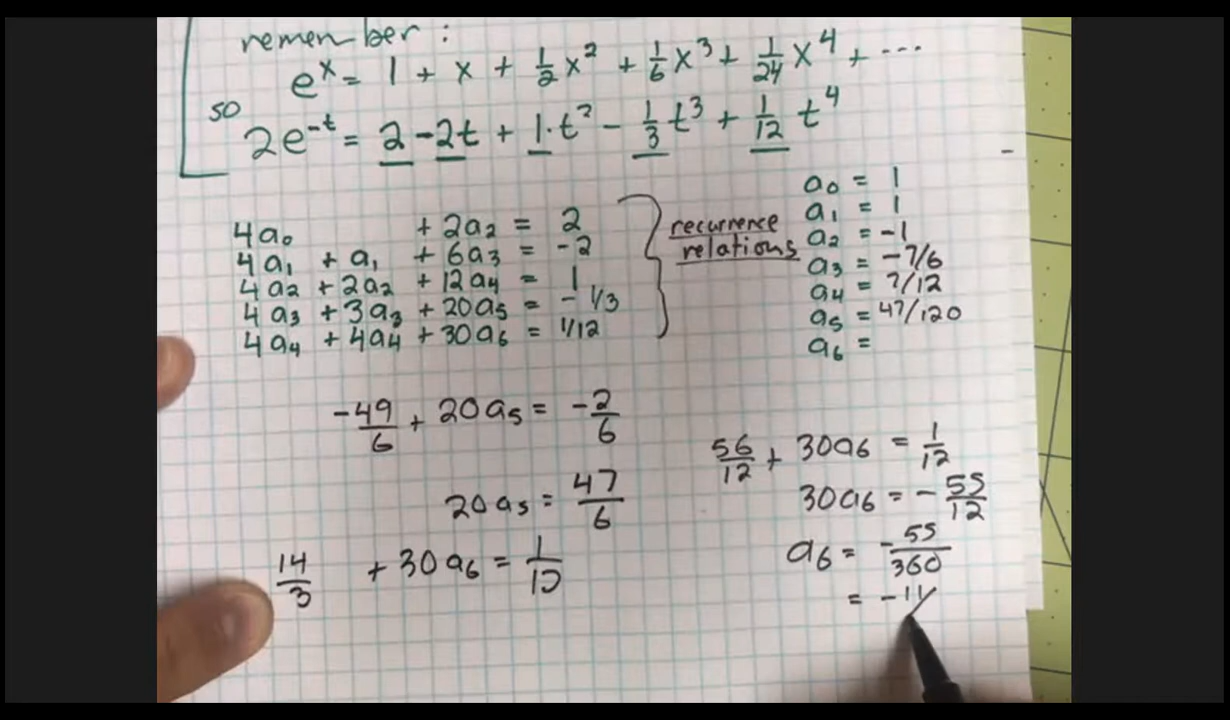 remember:
e^x = 1 + x + 1/2 x^2 + 1/6 x^3 + 1/24 x^4 + ...
so
2e^-t = 2 - 2t + 1·t^2 - 1/3 t^3 + 1/12 t^4
4a0 + 2a2 = 2
4a1 + a1 + 6a3 = -2
4a2 + 2a2 + 12a4 = 1
4a3 + 3a3 + 20a5 = -1/3
4a4 + 4a4 + 30a6 = 1/12
recurrence
relations
a0 = 1
a1 = 1
a2 = -1
a3 = -7/6
a4 = 7/12
a5 = 47/120
a6 =
-49/6 + 20a5 = -2/6
20a5 = 47/6
14/3 + 30a6 = 1/12
56/12 + 30a6 = 1/12
30a6 = -55/12
a6 = -55/360
= -11/